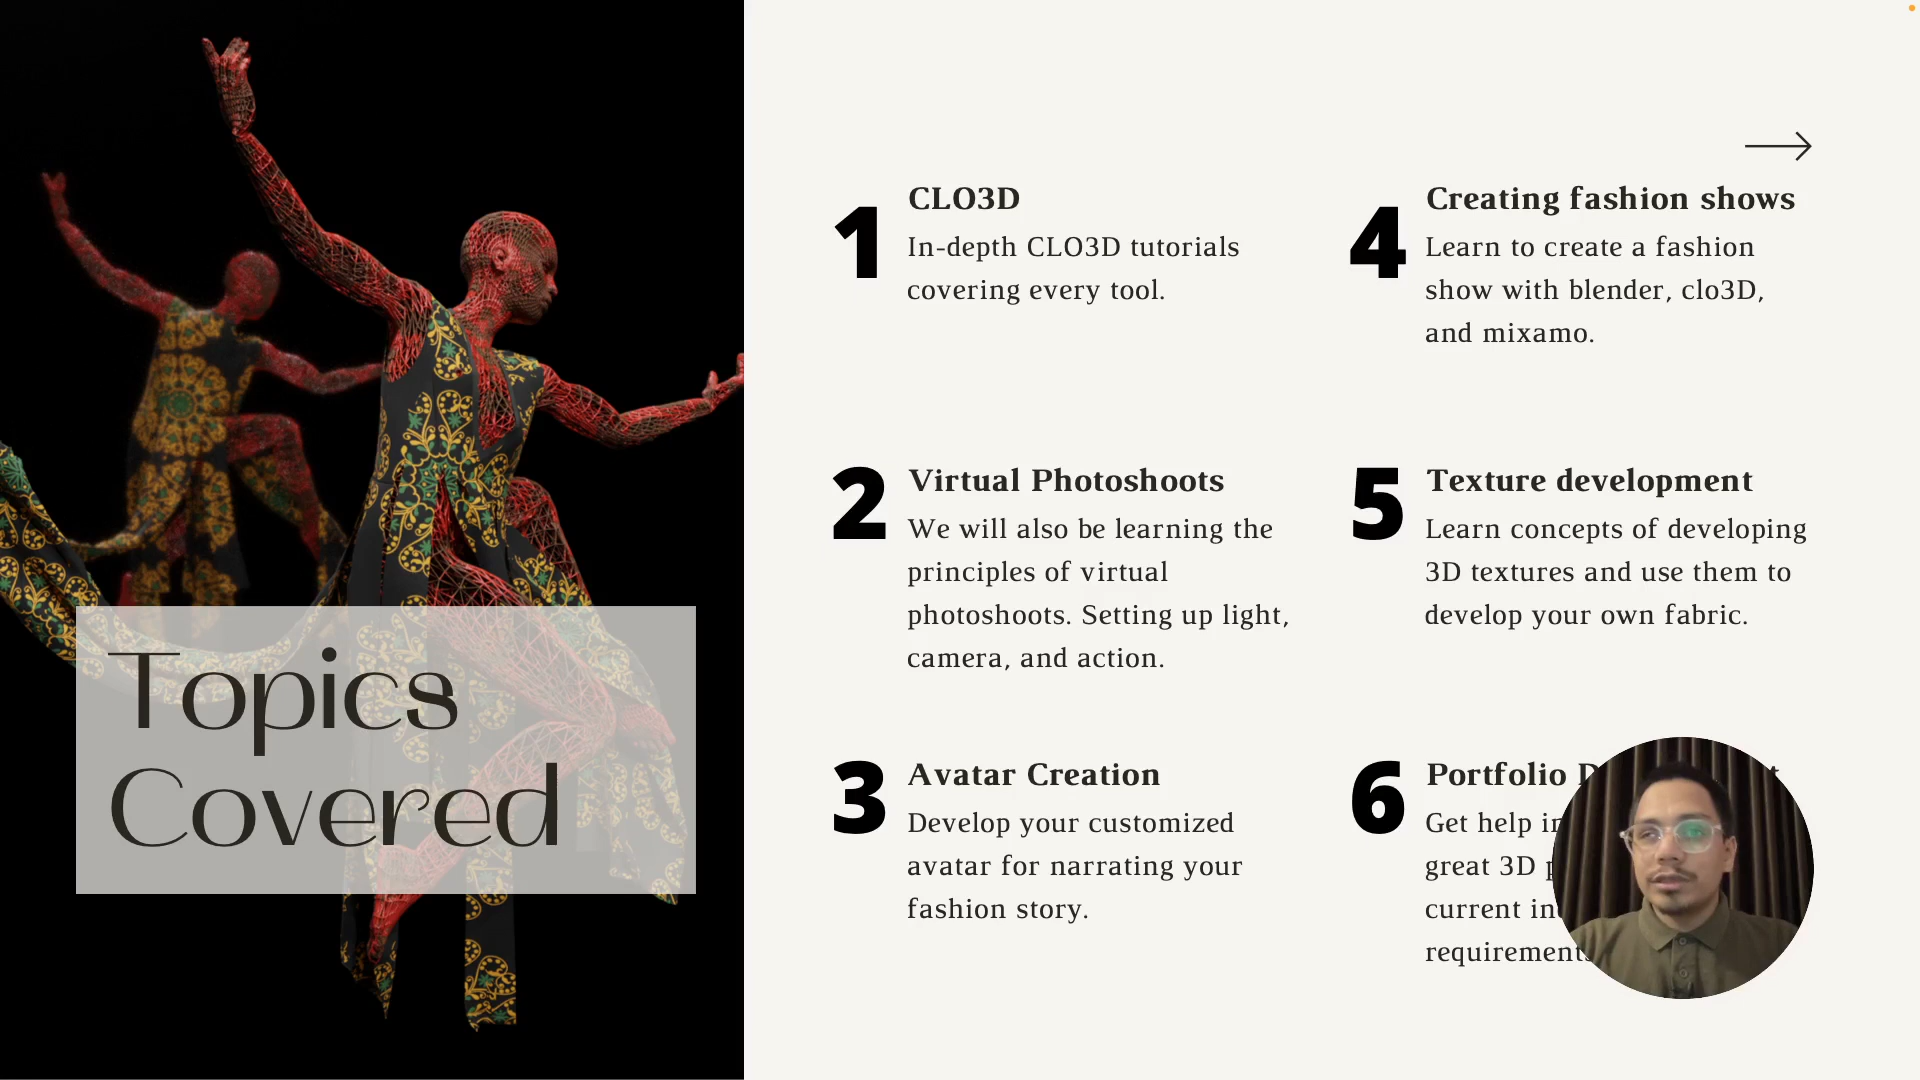 Topics
Covered
1
CLO3D
In-depth CLO3D tutorials
covering every tool.
2
Virtual Photoshoots
We will also be learning the
principles of virtual
photoshoots. Setting up light,
camera, and action.
3
Avatar Creation
Develop your customized
avatar for narrating your
fashion story.
4
Creating fashion shows
Learn to create a fashion
show with blender, clo3D,
and mixamo.
5
Texture development
Learn concepts of developing
3D textures and use them to
develop your own fabric.
6
Portfolio
Get help
great 3D
current
requirements